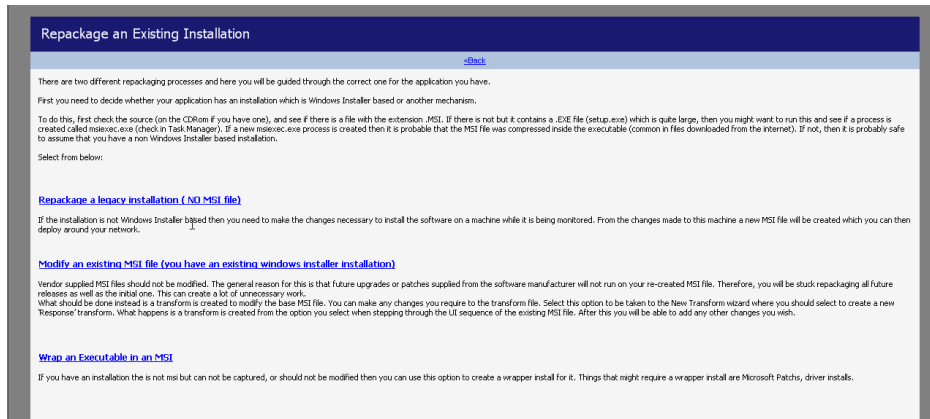 Repackage an Existing Installation
<Back
There are two different repackaging processes and here you will be guided through the correct one for the application you have.
First you need to decide whether your application has an installation which is Windows Installer based or another mechanism.
To do this, first check the source (on the CDRom if you have one), and see if there is a file with the extension .MSI. If there is not but it contains a .EXE file (setup.exe) which is quite large, then you might want to run this and see if a process is
created called msiexec.exe (check in Task Manager). If a new msiexec.exe process is created then it is probable that the MSI file was compressed inside the executable (common in files downloaded from the internet). If not, then it is probably safe
to assume that you have a non Windows Installer based installation.
Select from below:
Repackage a legacy installation ( NO MSI file)
If the installation is not Windows Installer based then you need to make the changes necessary to install the software on a machine while it is being monitored. From the changes made to this machine a new MSI file will be created which you can then
deploy around your network.
Modify an existing MSI file (you have an existing windows installer installation)
Vendor supplied MSI files should not be modified. The general reason for this is that future upgrades or patches supplied from the software manufacturer will not run on your re-created MSI file. Therefore, you will be stuck repackaging all future
releases as well as the initial one. This can create a lot of unnecessary work.
What should be done instead is a transform is created to modify the base MSI file. You can make any changes you require to the transform file. Select this option to be taken to the New Transform wizard where you should select to create a new
'Response' transform. What happens is a transform is created from the option you select when stepping through the UI sequence of the existing MSI file. After this you will be able to add any other changes you wish.
Wrap an Executable in an MSI
If you have an installation the is not msi but can not be captured, or should not be modified then you can use this option to create a wrapper install for it. Things that might require a wrapper install are Microsoft Patchs, driver installs.